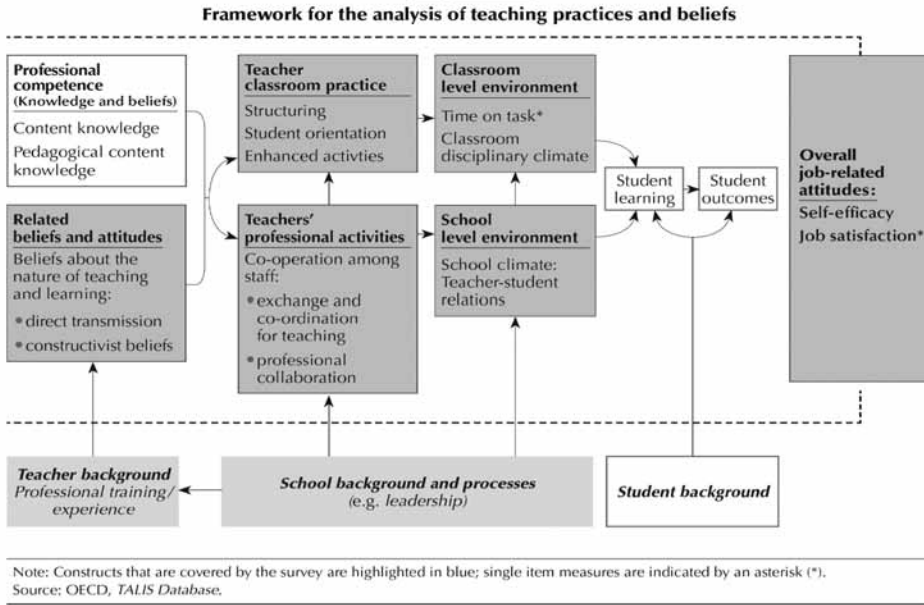 Framework for the analysis of teaching practices and beliefs
Professional
competence
(Knowledge and beliefs)
Content knowledge
Pedagogical content
knowledge
Related
beliefs and attitudes
Beliefs about the
nature of teaching
and learning:
• direct transmission
• constructivist beliefs
Teacher
classroom practice
Structuring
Student orientation
Enhanced activties
Teachers'
professional activities
Co-operation among
staff:
• exchange and
co-ordination
for teaching
• professional
collaboration
Classroom
level environment
Time on task*
Classroom
disciplinary climate
School
level environment
School climate:
Teacher-student
relations
Student
learning
Student
outcomes
Overall
job-related
attitudes:
Self-efficacy
Job satisfaction*
Teacher background
Professional training/
experience
School background and processes
(e.g. leadership)
Student background
Note: Constructs that are covered by the survey are highlighted in blue; single item measures are indicated by an asterisk (*).
Source: OECD, TALIS Database.